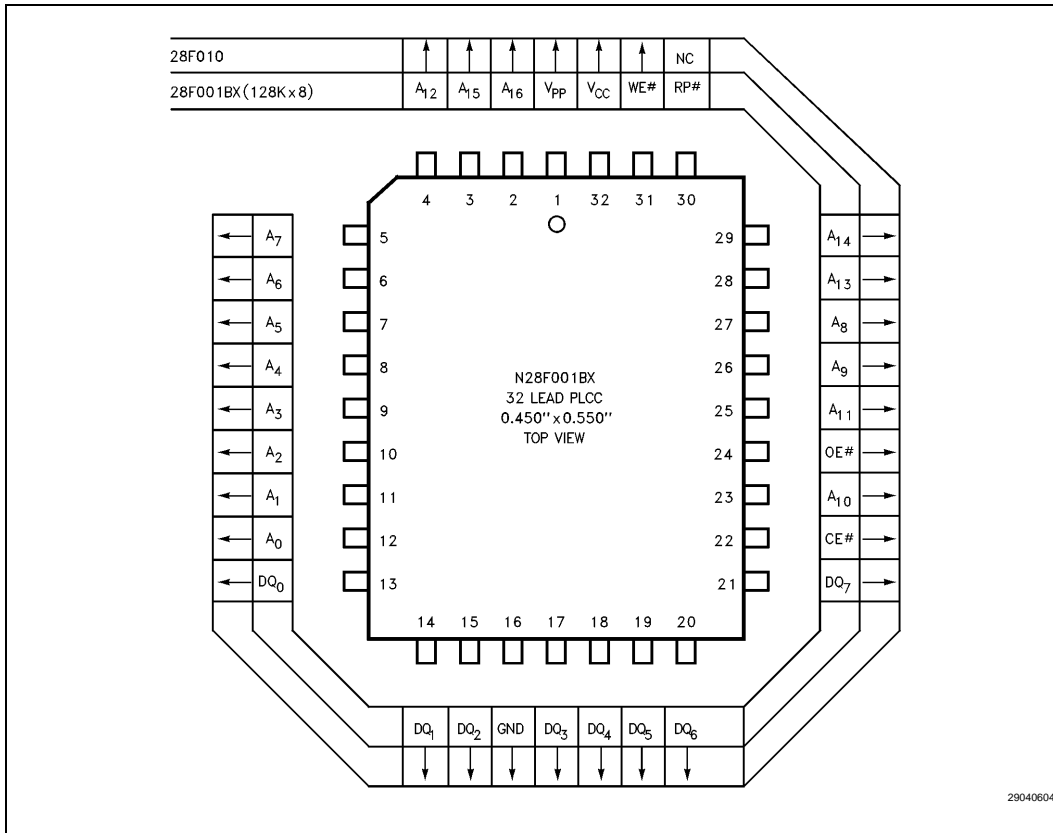 28F010 NC
28F001BX(128K x 8) A12 A15 A16 VPP VCC WE# RP#
4 3 2 1 32 31 30
A7 5 29 A14
A6 6 28 A13
A5 7 27 A8
A4 8 26 A9
A3 9 25 A11
A2 10 24 OE#
A1 11 23 A10
A0 12 22 CE#
DQ0 13 21 DQ7
N28F001BX
32 LEAD PLCC
0.450" x 0.550"
TOP VIEW
14 15 16 17 18 19 20
DQ1 DQ2 GND DQ3 DQ4 DQ5 DQ6
29040604